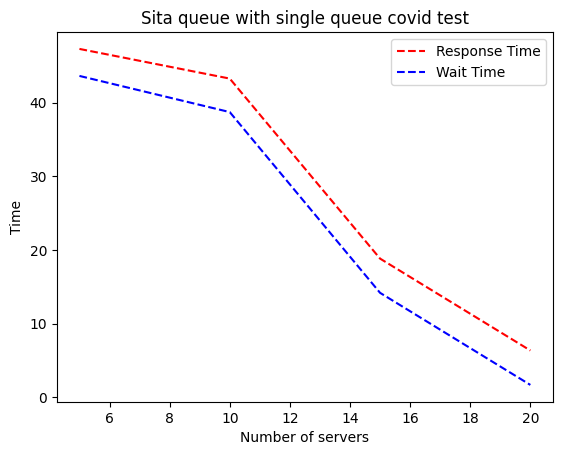 Sita queue with single queue covid test
Response Time
Wait Time
Time
40
30
20
10
0
6 8 10 12 14 16 18 20
Number of servers